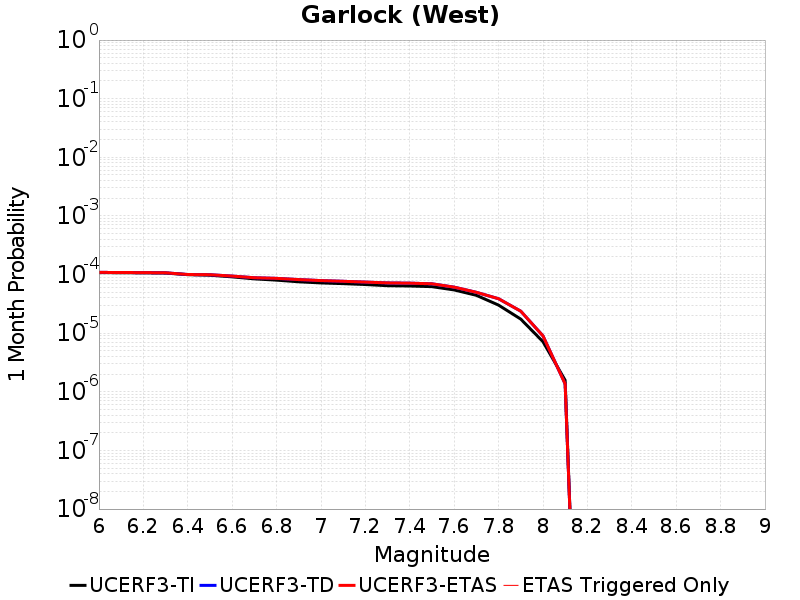 Garlock (West)
1 Month Probability
10^0
10^-1
10^-2
10^-3
10^-4
10^-5
10^-6
10^-7
10^-8
6 6.2 6.4 6.6 6.8 7 7.2 7.4 7.6 7.8 8 8.2 8.4 8.6 8.8 9
Magnitude
UCERF3-TI UCERF3-TD UCERF3-ETAS ETAS Triggered Only